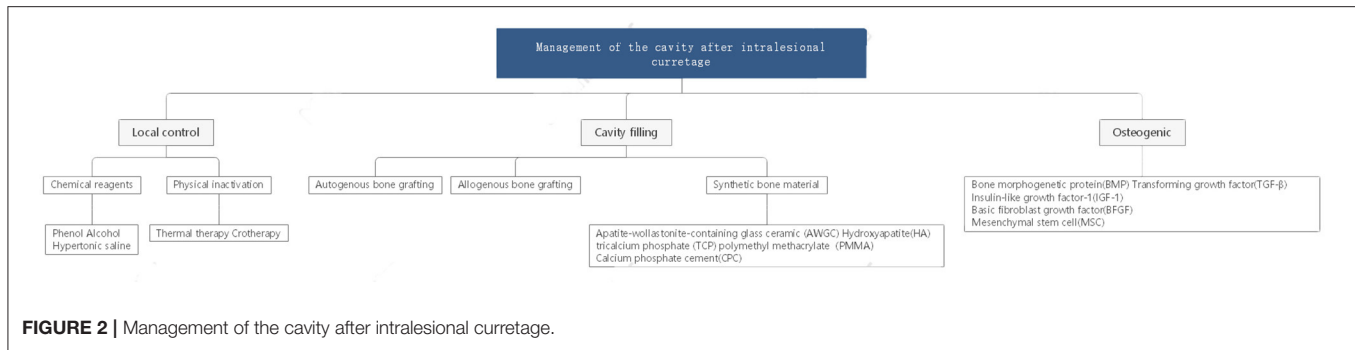 Management of the cavity after intralesional
curretage
Local control
Cavity filling
Osteogenic
Chemical reagents
Physical inactivation
Autogenous bone grafting
Allogenous bone grafting
Synthetic bone material
Bone morphogenetic protein(BMP) Transforming growth factor(TGF-β)
Insulin-like growth factor-1(IGF-1)
Basic fibroblast growth factor(BFGF)
Mesenchymal stem cell(MSC)
Phenol Alcohol
Hypertonic saline
Thermal therapy Crotherapy
Apatite-wollastonite-containing glass ceramic (AWGC) Hydroxyapatite(HA)
tricalcium phosphate (TCP) polymethyl methacrylate (PMMA)
Calcium phosphate cement(CPC)
FIGURE 2 | Management of the cavity after intralesional curretage.